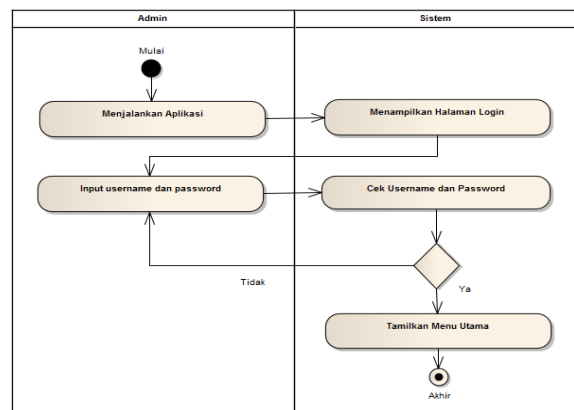 Admin
Sistem
Mulai
Menjalankan Aplikasi
Menampilkan Halaman Login
Input username dan password
Cek Username dan Password
Tidak
Ya
Tamilkan Menu Utama
Akhir